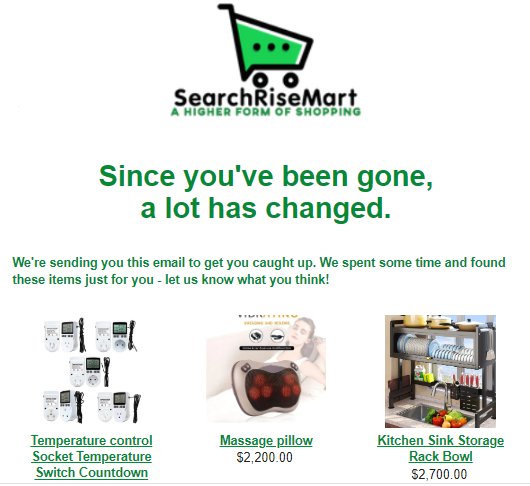 SearchRiseMart
A HIGHER FORM OF SHOPPING
Since you've been gone,
a lot has changed.
We're sending you this email to get you caught up. We spent some time and found
these items just for you - let us know what you think!
VIBRATING
Temperature control
Socket Temperature
Switch Countdown
Massage pillow
$2,200.00
Kitchen Sink Storage
Rack Bowl
$2,700.00